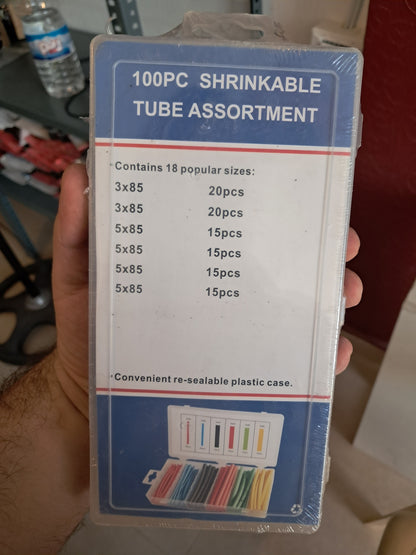 100PC SHRINKABLE
TUBE ASSORTMENT
Contains 18 popular sizes:
3x85 20pcs
3x85 20pcs
5x85 15pcs
5x85 15pcs
5x85 15pcs
5x85 15pcs
Convenient re-sealable plastic case.